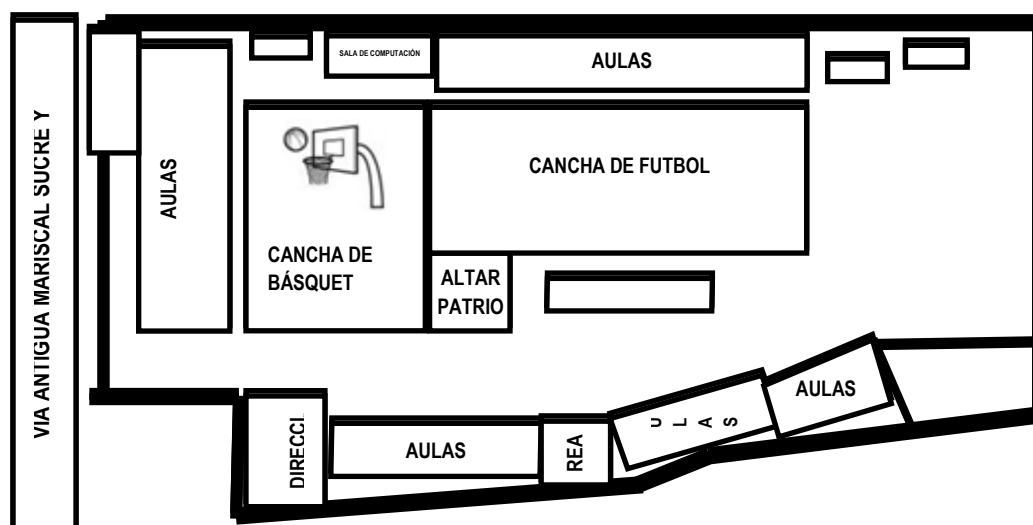 VIA ANTIGUA MARISCAL SUCRE Y
AULAS
SALA DE COMPUTACIÓN
AULAS
CANCHA DE
BÁSQUET
CANCHA DE FUTBOL
ALTAR
PATRIO
DIRECCI
AULAS
REA
U L A S
AULAS